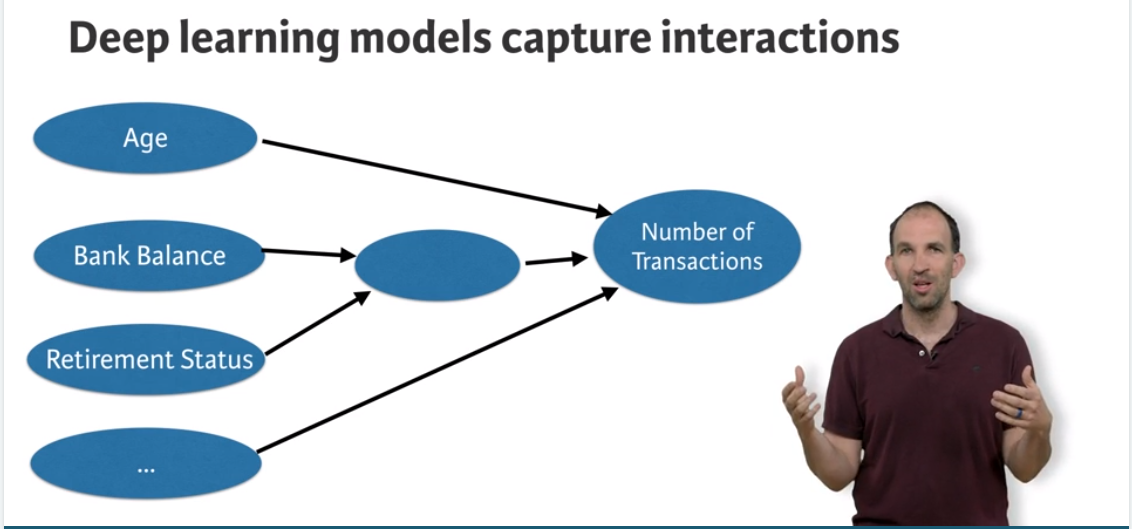 Deep learning models capture interactions
Age
Bank Balance
Retirement Status
...
Number of
Transactions